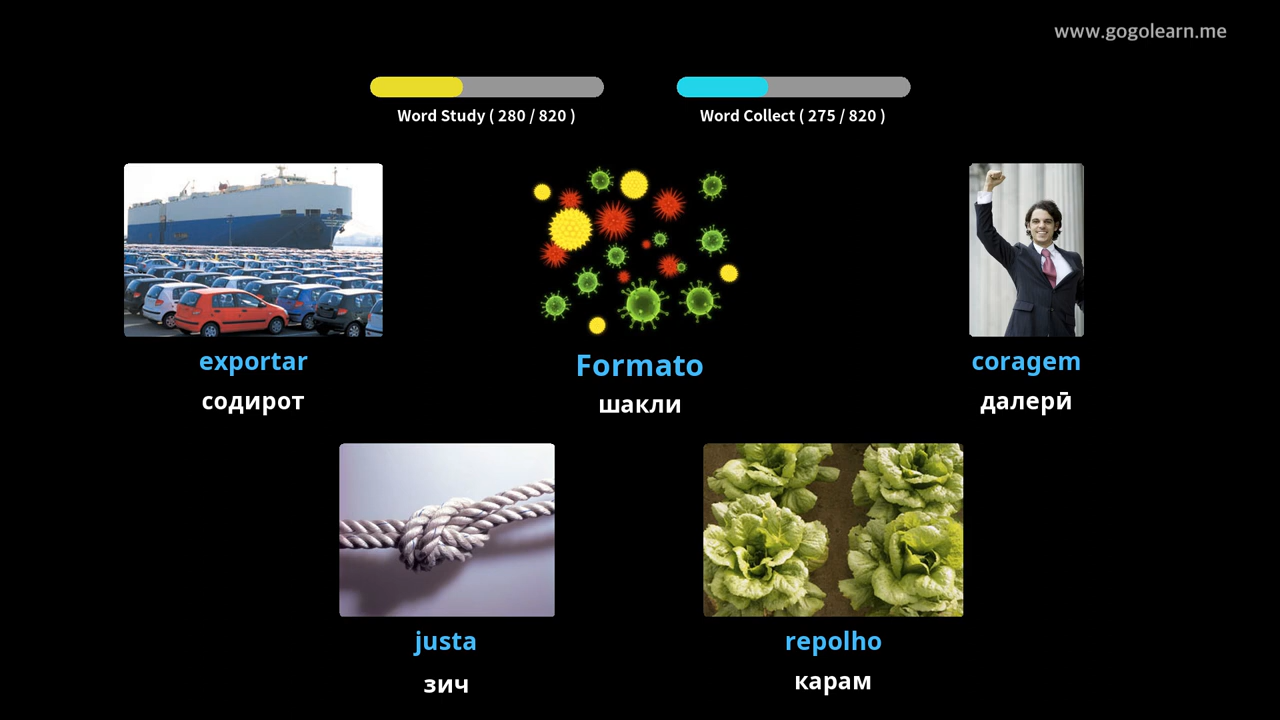 www.gogolearn.me
Word Study ( 280 / 820 )
Word Collect ( 275 / 820 )
exportar
содирот
Formato
шакли
coragem
далерӣ
justa
зич
repolho
карам